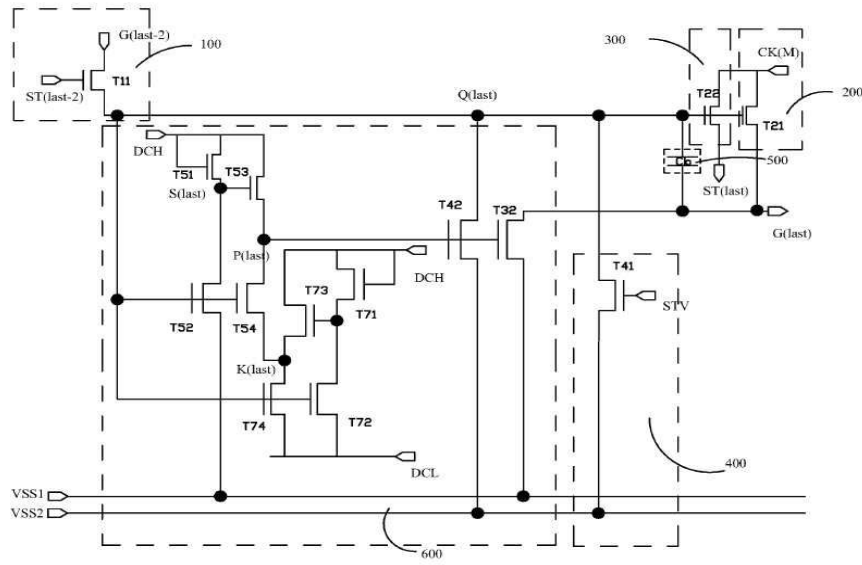 G(last-2)
100
300
CK(M)
ST(last-2)
T11
Q(last)
T22
200
T21
DCH
T51
T53
Cb
500
S(last)
ST(last)
T42
T32
G(last)
P(last)
DCH
T41
T73
T71
STV
T52
T54
K(last)
T74
T72
DCL
400
VSS1
VSS2
600